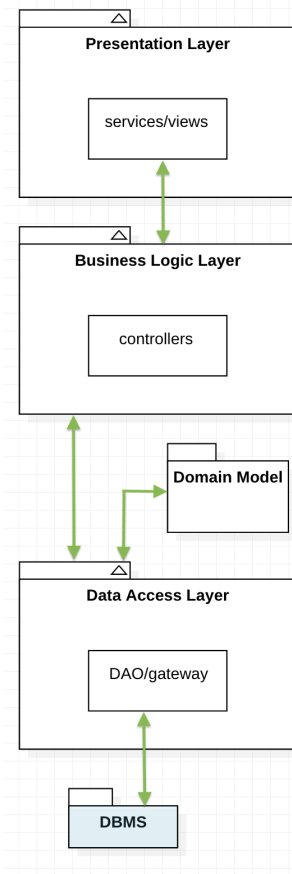 Presentation Layer
services/views
Business Logic Layer
controllers
Domain Model
Data Access Layer
DAO/gateway
DBMS